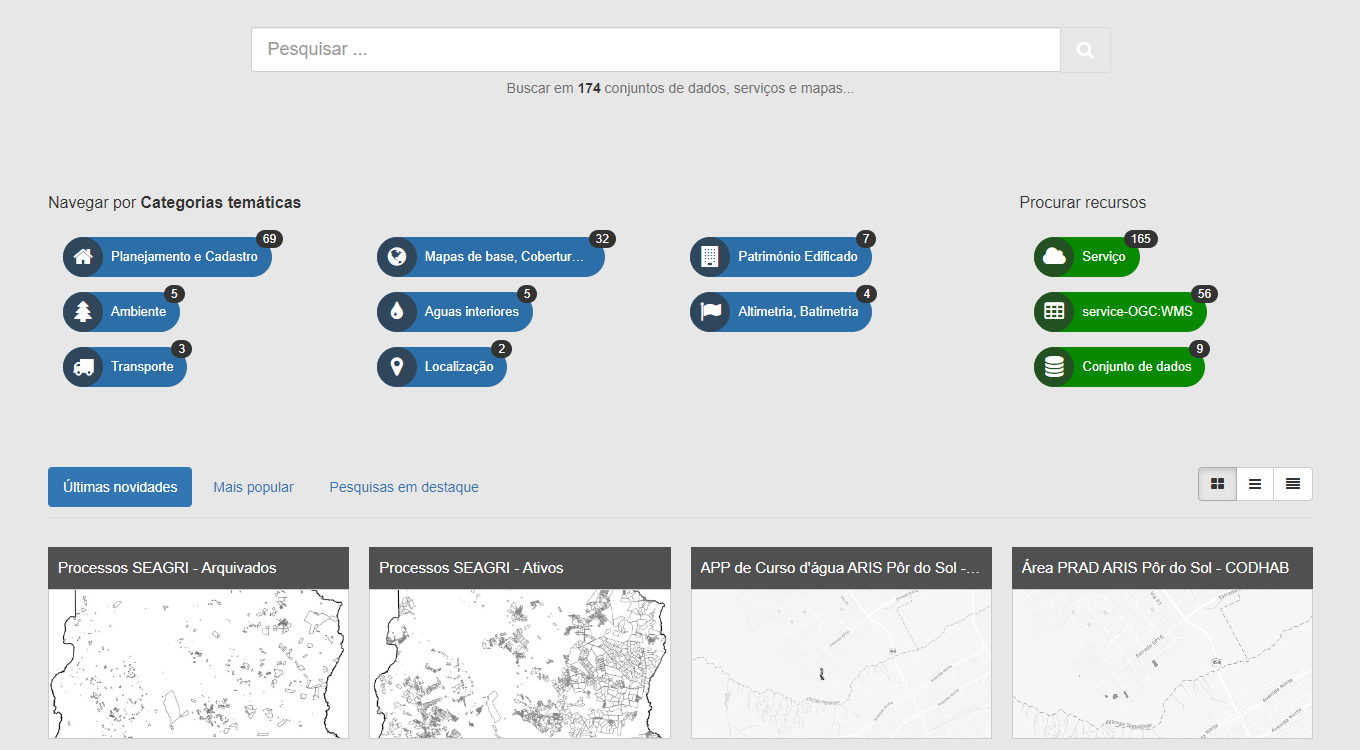 Pesquisar ...
Buscar em 174 conjuntos de dados, serviços e mapas...
Navegar por Categorias temáticas
Procurar recursos
Planejamento e Cadastro 69
Mapas de base, Cobertur... 32
Património Edificado 7
Serviço 165
Ambiente 5
Aguas interiores 5
Altimetria, Batimetria 4
service-OGC:WMS 56
Transporte 3
Localização 2
Conjunto de dados 9
Últimas novidades
Mais popular
Pesquisas em destaque
Processos SEAGRI - Arquivados
Processos SEAGRI - Ativos
APP de Curso d'água ARIS Pôr do Sol -...
Área PRAD ARIS Pôr do Sol - CODHAB
Avenida Norte
Avenida Norte